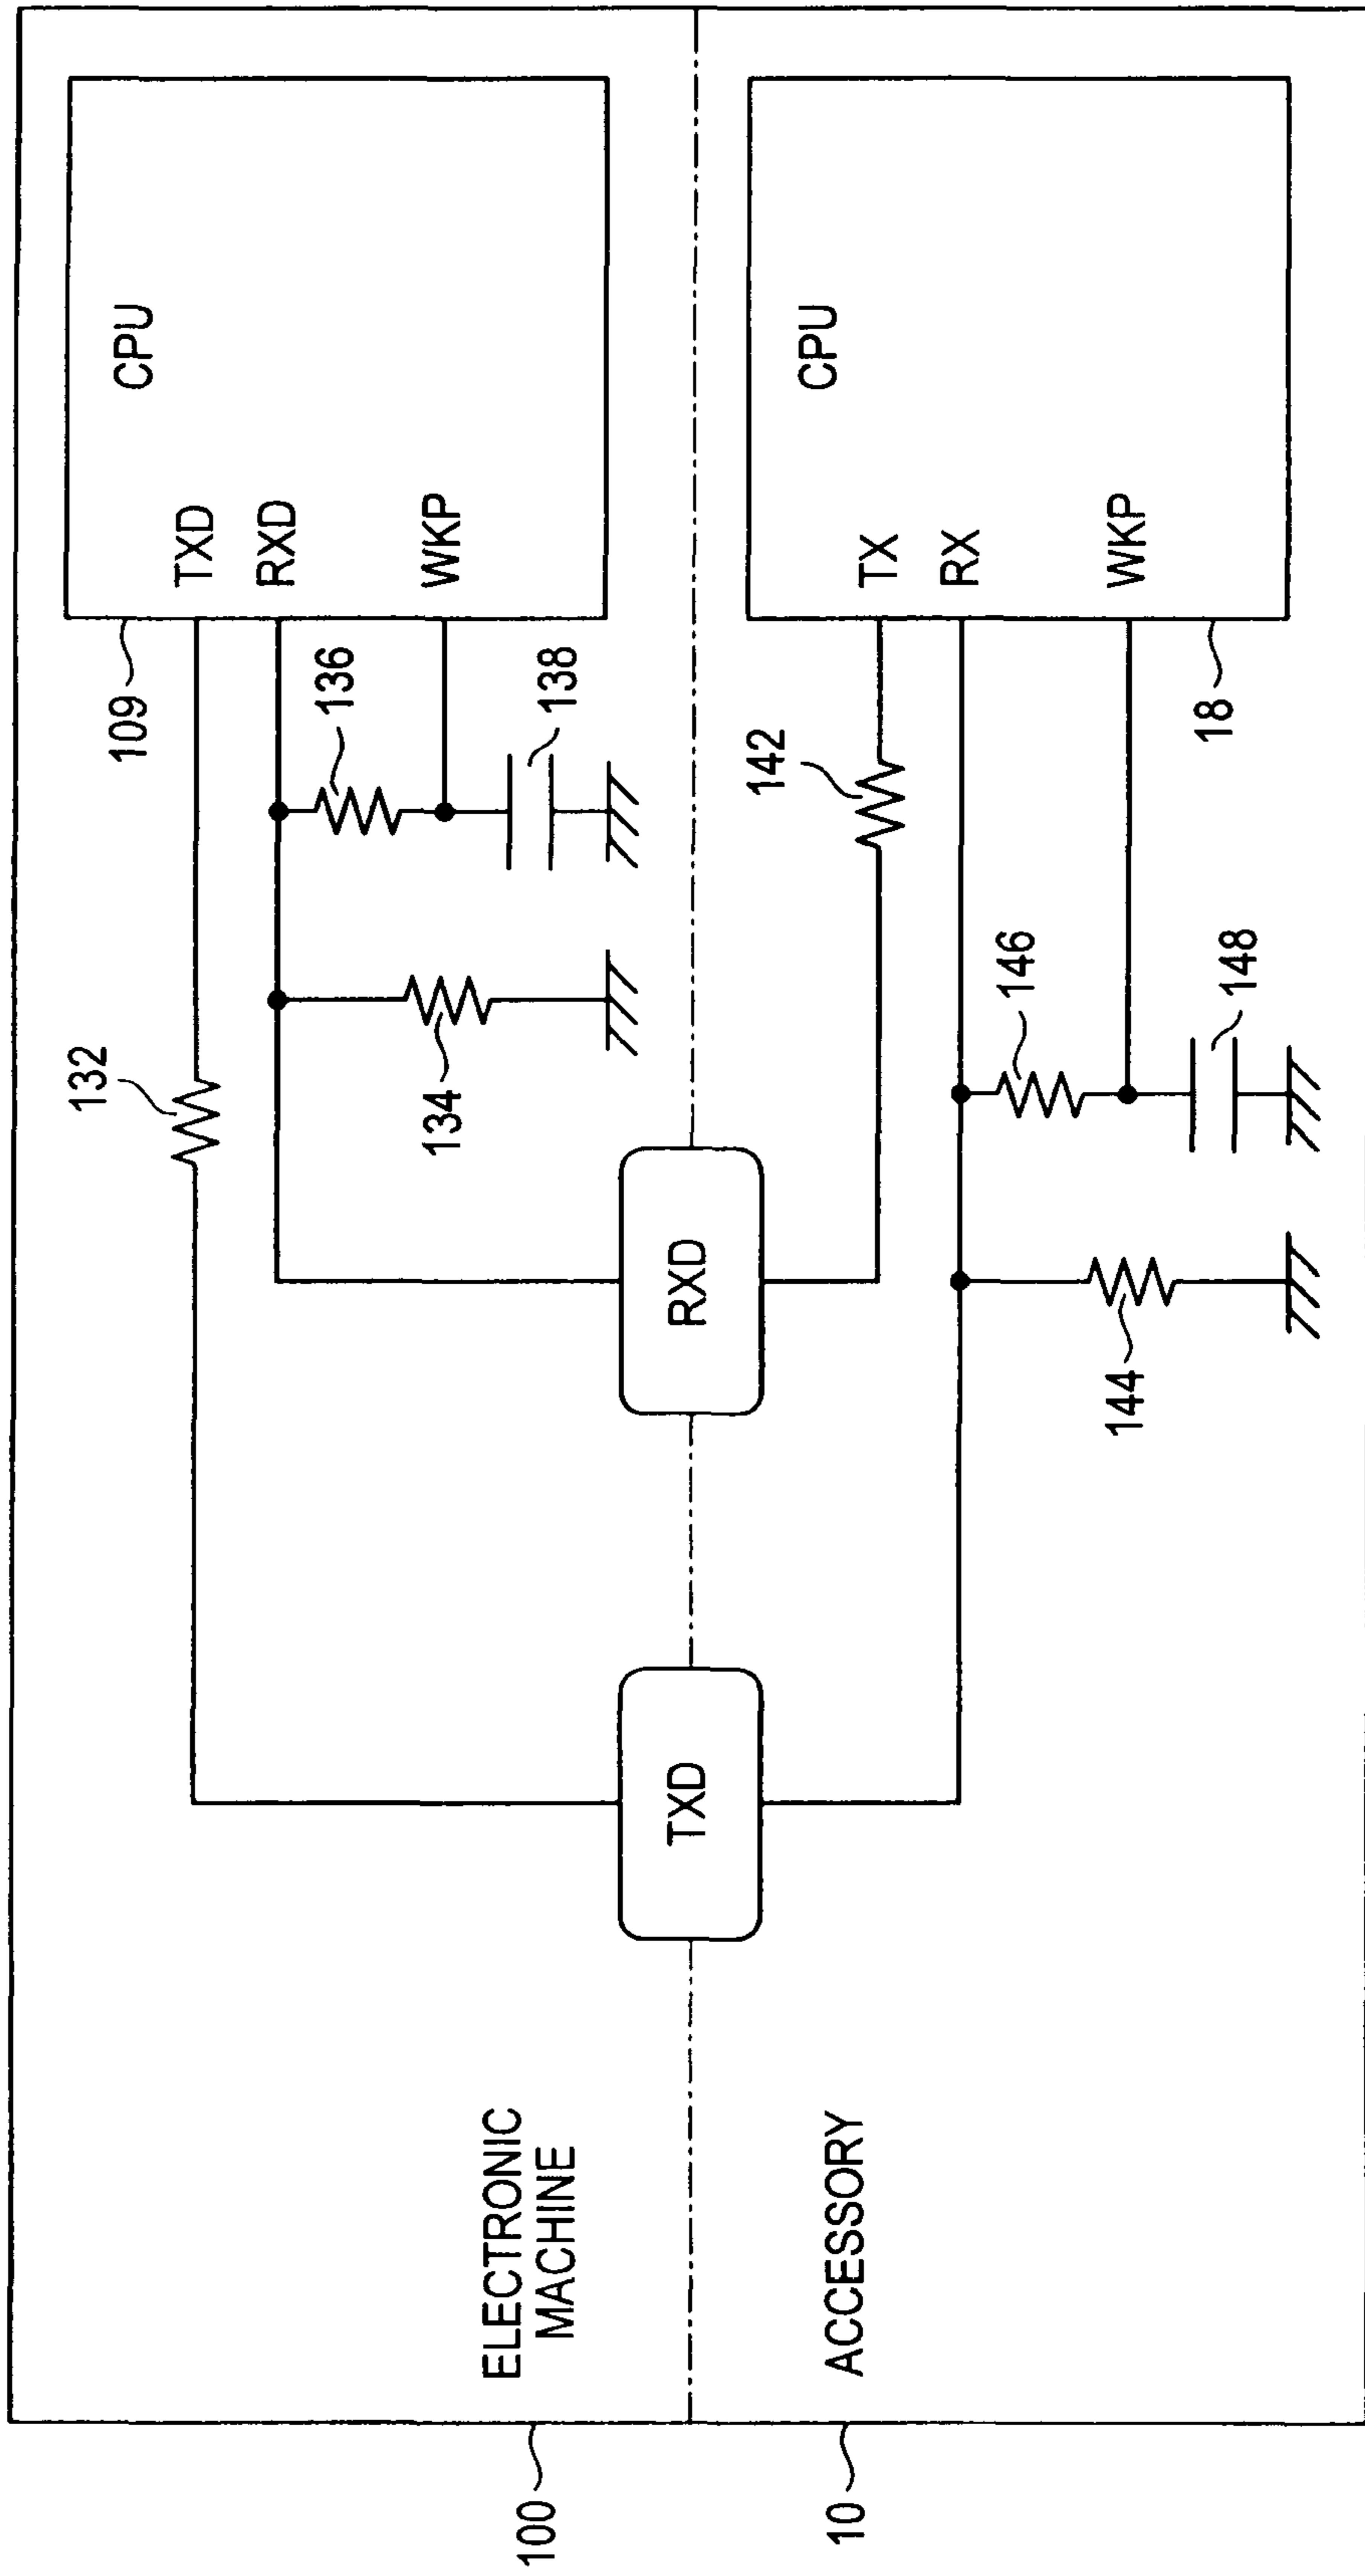 100
ELECTRONIC
MACHINE
132
109
CPU
TXD
RXD
WKP
136
138
134
TXD
RXD
10
ACCESSORY
142
CPU
TX
RX
WKP
18
146
148
144